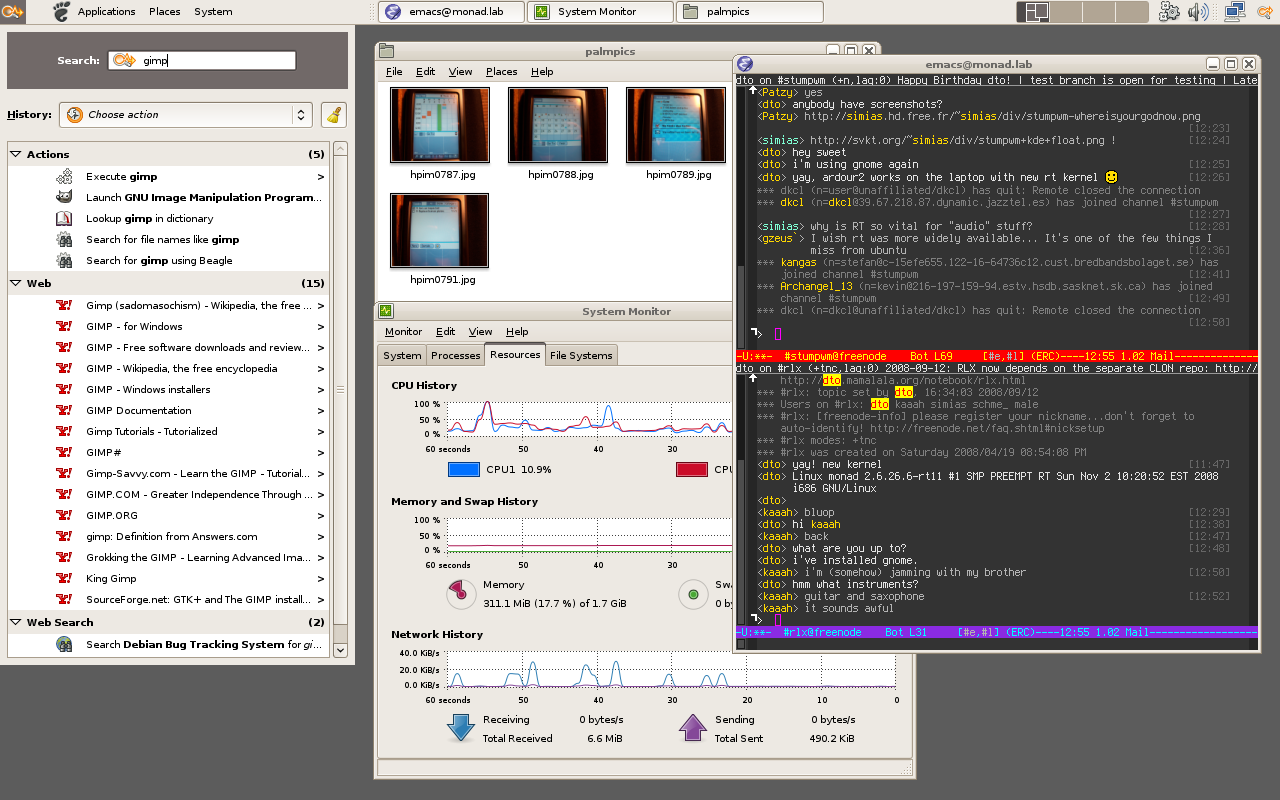 Applications Places System
emacs@monad.lab
System Monitor
palmpics
Search: gimp
History: Choose action
Actions (5)
Execute gimp >
Launch GNU Image Manipulation Program...
Lookup gimp in dictionary
Search for file names like gimp
Search for gimp using Beagle
Web (15)
Gimp (sadomasochism) - Wikipedia, the free ... >
GIMP - for Windows >
GIMP - Free software downloads and review... >
GIMP - Wikipedia, the free encyclopedia >
GIMP - Windows installers >
GIMP Documentation >
Gimp Tutorials - Tutorialized >
GIMP# >
Gimp-Savvy.com - Learn the GIMP - Tutorial... >
GIMP.COM - Greater Independence Through ... >
GIMP.ORG >
gimp: Definition from Answers.com >
Grokking the GIMP - Learning Advanced Ima... >
King Gimp >
SourceForge.net: GTK+ and The GIMP install... >
Web Search (2)
Search Debian Bug Tracking System for gi...
palmpics
File Edit View Places Help
hpim0787.jpg hpim0788.jpg hpim0789.jpg
hpim0791.jpg
System Monitor
Monitor Edit View Help
System Processes Resources File Systems
CPU History
100 %
50 %
0 %
60 seconds 50 40 30
CPU1 10.9% CPU
Memory and Swap History
100 %
50 %
0 %
60 seconds 50 40 30
Memory
311.1 MiB (17.7 %) of 1.7 GiB
Swa
0 by
Network History
40.0 KiB/s
20.0 KiB/s
0.0 KiB/s
60 seconds 50 40 30 20 10 0
Receiving 0 bytes/s Sending 0 bytes/s
Total Received 6.6 MiB Total Sent 490.2 KiB
emacs@monad.lab
dto on #stumpwm (+n,lag:0) Happy Birthday dto! | test branch is open for testing | Late
<Patzy> yes
<dto> anybody have screenshots?
<Patzy> http://simias.hd.free.fr/~simias/div/stumpwm-whereisyourgodnow.png
[12:23]
<simias> http://svkt.org/~simias/div/stumpwm+kde+float.png ! [12:24]
<dto> hey sweet
<dto> i'm using gnome again [12:25]
<dto> yay, ardour2 works on the laptop with new rt kernel [12:26]
*** dkcl (n=user@unaffiliated/dkcl) has quit: Remote closed the connection
*** dkcl (n=dkcl@39.67.218.87.dynamic.jazztel.es) has joined channel #stumpwm
[12:27]
<simias> why is RT so vital for "audio" stuff? [12:28]
<gzeus`> I wish rt was more widely available... It's one of the few things I
miss from ubuntu [12:36]
*** kangas (n=stefan@c-15efe655.122-16-64736c12.cust.bredbandsbolaget.se) has
joined channel #stumpwm [12:41]
*** Archangel_13 (n=kevin@216-197-159-94.estv.hsdb.sasknet.sk.ca) has joined
channel #stumpwm [12:49]
*** dkcl (n=dkcl@unaffiliated/dkcl) has quit: Remote closed the connection
[12:50]
-U:**- #stumpwm@freenode Bot L69 [#e,#l] (ERC)----12:55 1.02 Mail--------------
dto on #rlx (+tnc,lag:0) 2008-09-12: RLX now depends on the separate CLON repo: http://
http://dto.mamalala.org/notebook/rlx.html
*** #rlx: topic set by dto, 16:34:03 2008/09/12
*** Users on #rlx: dto kaaah simias schme_ male
*** #rlx: [freenode-info] please register your nickname...don't forget to
auto-identify! http://freenode.net/faq.shtml#nicksetup
*** #rlx modes: +tnc
*** #rlx was created on Saturday 2008/04/19 08:54:08 PM
<dto> yay! new kernel [11:47]
<dto> Linux monad 2.6.26.6-rt11 #1 SMP PREEMPT RT Sun Nov 2 10:20:52 EST 2008
i686 GNU/Linux
<dto>
<kaaah> bluop [12:29]
<dto> hi kaaah [12:38]
<kaaah> back [12:47]
<dto> what are you up to? [12:48]
<dto> i've installed gnome.
<kaaah> i'm (somehow) jamming with my brother [12:50]
<dto> hmm what instruments?
<kaaah> guitar and saxophone [12:52]
<kaaah> it sounds awful
-U:**- #rlx@freenode Bot L31 [#e,#l] (ERC)----12:55 1.02 Mail------------------